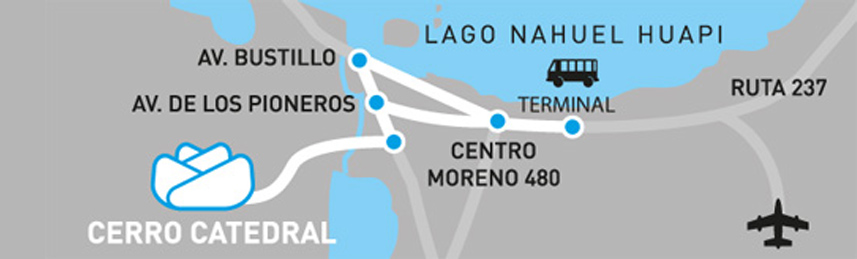 LAGO NAHUEL HUAPI
AV. BUSTILLO
RUTA 237
AV. DE LOS PIONEROS
TERMINAL
CENTRO
MORENO 480
CERRO CATEDRAL